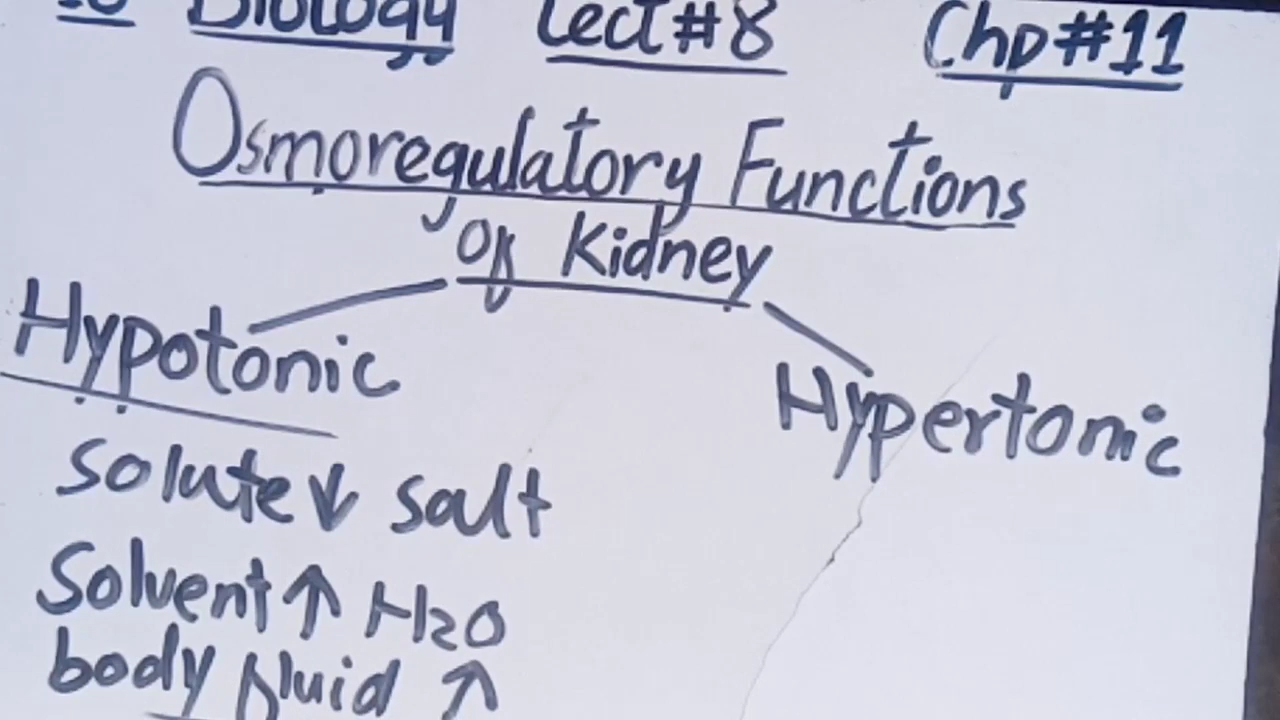 Biology Lect#8 Chp#11
Osmoregulatory Functions
Of Kidney
Hypotonic
Hypertonic
Solute↓ salt
Solvent↑ H2O
body fluid ↑